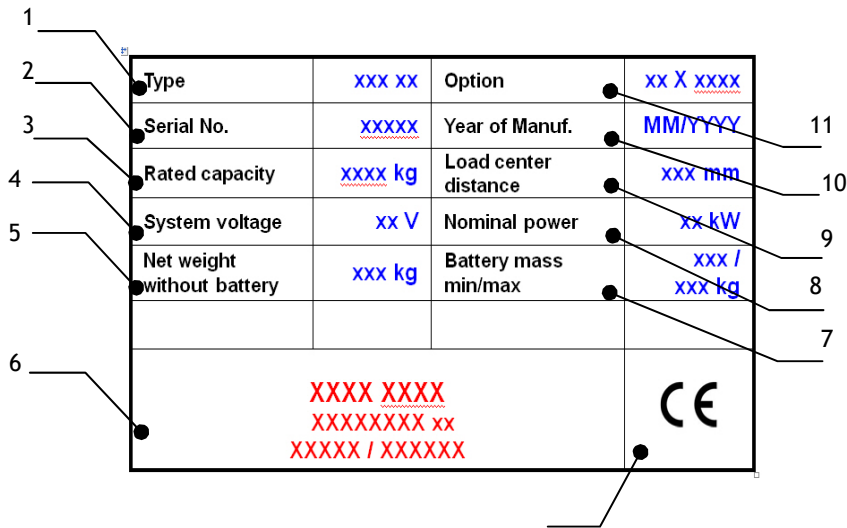 1
2
3
4
5
6
Type xxx xx Option xx X xxxx
Serial No. xxxxx Year of Manuf. MM/YYYY
Rated capacity xxxx kg Load center
distance xxx mm
System voltage xx V Nominal power xx kW
Net weight
without battery xxx kg Battery mass
min/max xxx /
xxx kg
XXXX XXXX
XXXXXXXX xx
XXXXX / XXXXXX
CE
11
10
9
8
7